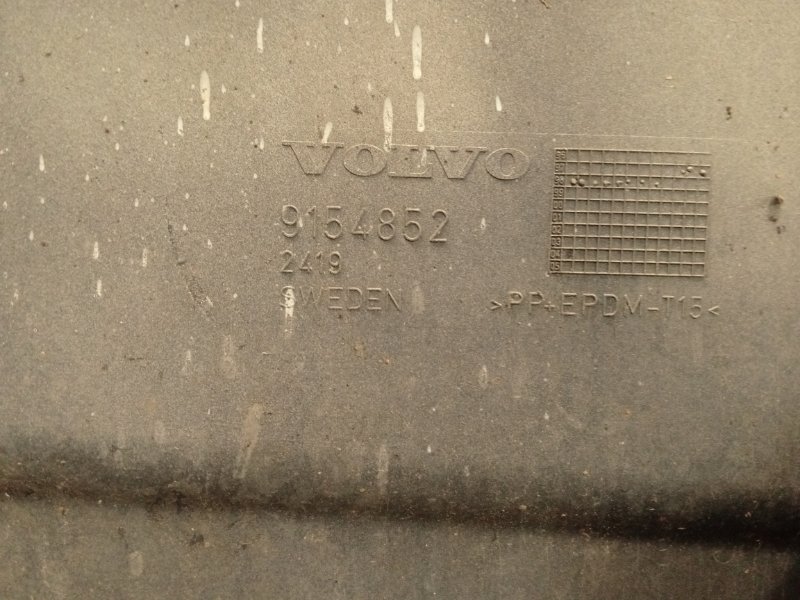 VOLVO
9154852
2419
SWEDEN
>PP+EPDM-T15<